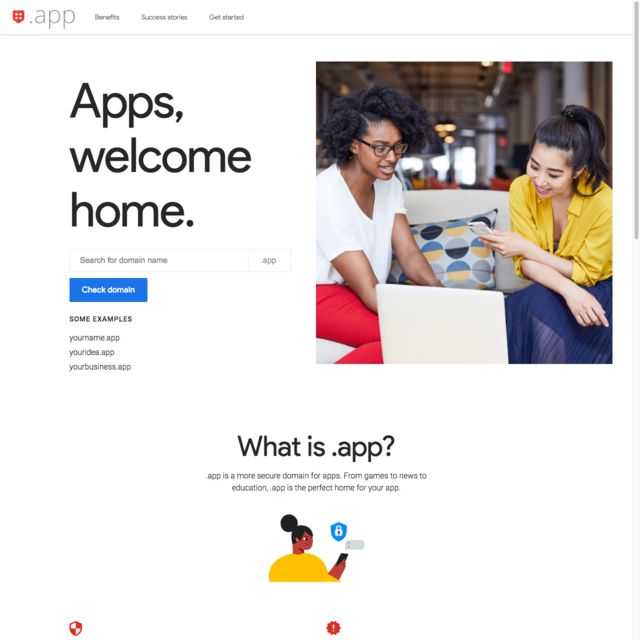 .app
Benefits
Success stories
Get started
Apps,
welcome
home.
Search for domain name
.app
Check domain
SOME EXAMPLES
yourname.app
youridea.app
yourbusiness.app
What is .app?
.app is a more secure domain for apps. From games to news to
education, .app is the perfect home for your app.